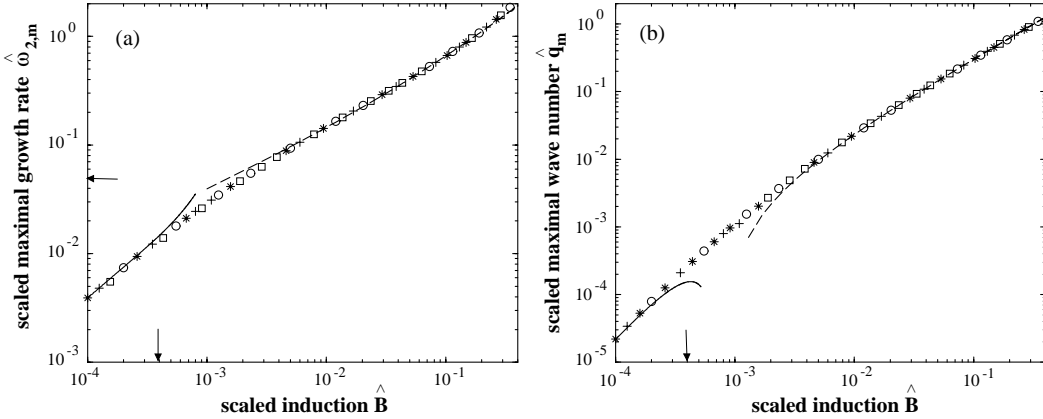 (a)
scaled maximal growth rate ω̂2,m
10^0
10^-1
10^-2
10^-3
10^-4 10^-3 10^-2 10^-1
scaled induction B̂
(b)
scaled maximal wave number q̂m
10^0
10^-1
10^-2
10^-3
10^-4
10^-5
10^-4 10^-3 10^-2 10^-1
scaled induction B̂